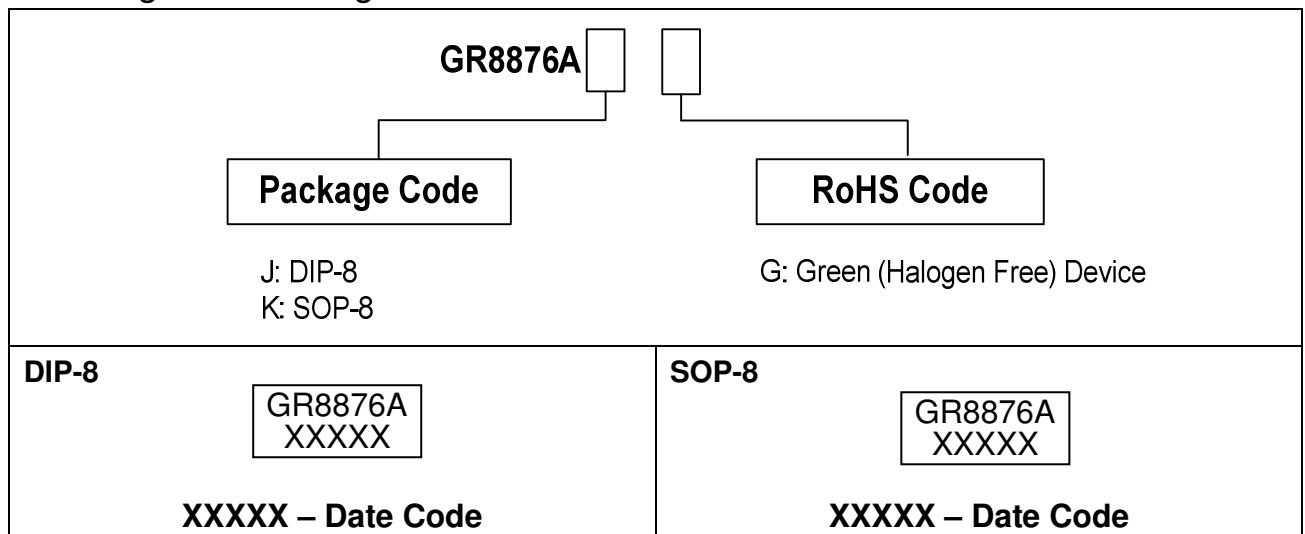 GR8876A
Package Code
RoHS Code
J: DIP-8
G: Green (Halogen Free) Device
K: SOP-8
DIP-8
GR8876A
XXXXX
XXXXX – Date Code
SOP-8
GR8876A
XXXXX
XXXXX – Date Code